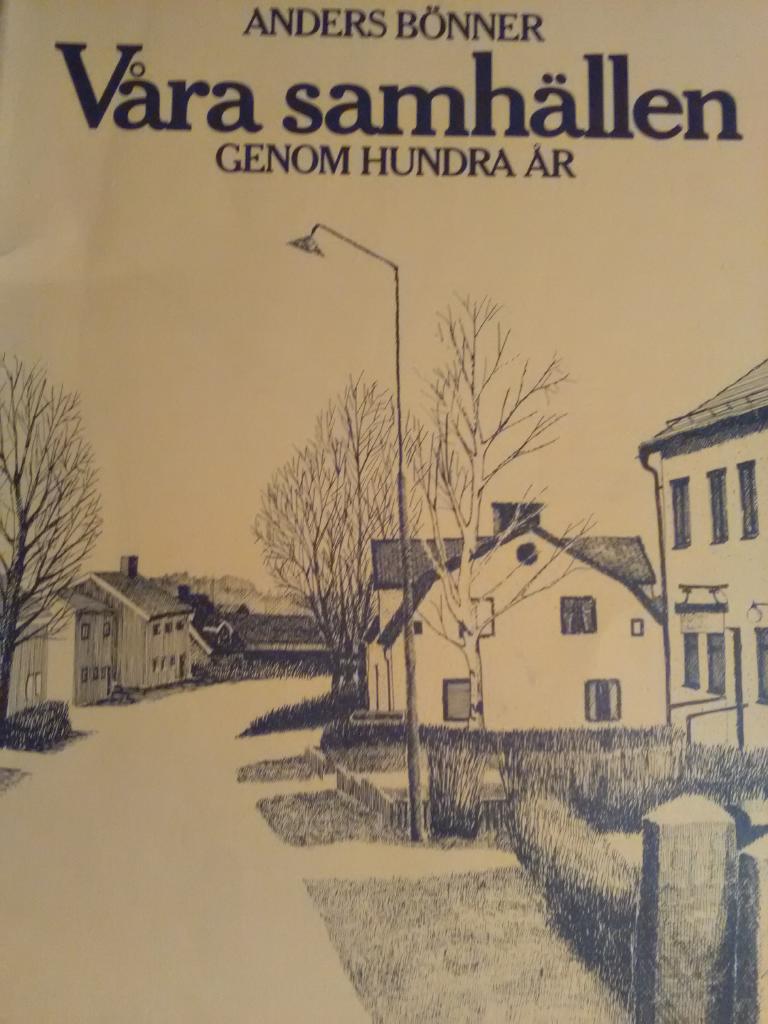 ANDERS BÖNNER
Våra samhällen
GENOM HUNDRA ÅR